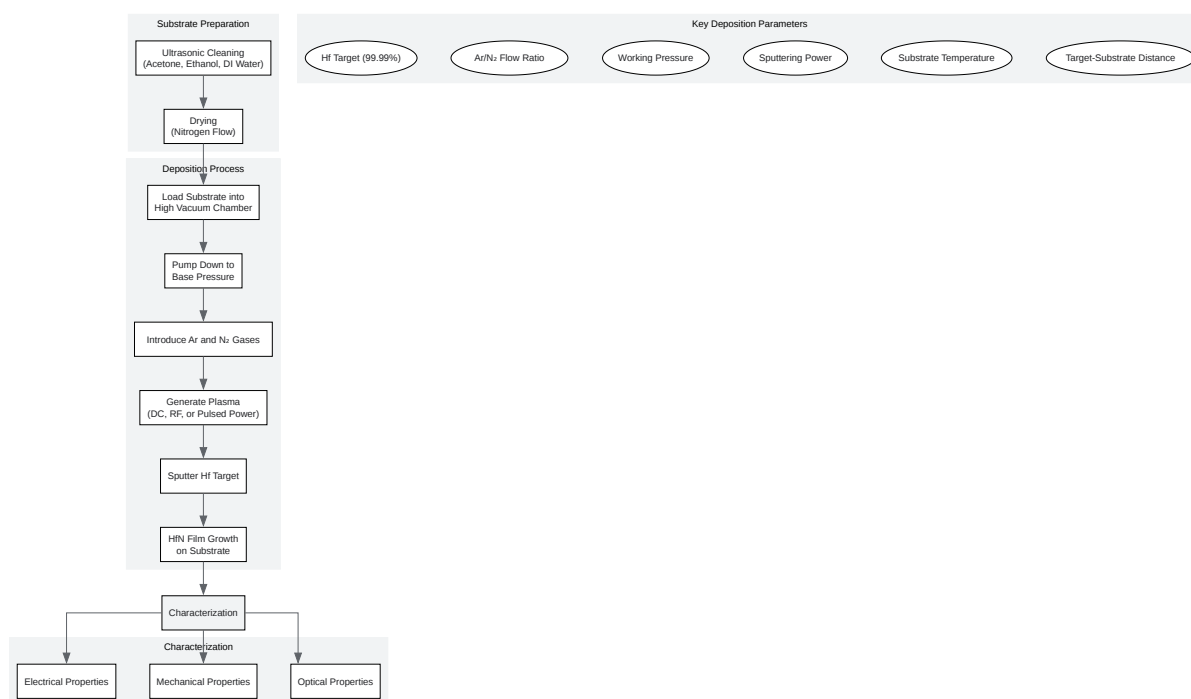 Substrate Preparation
Ultrasonic Cleaning
(Acetone, Ethanol, DI Water)
Drying
(Nitrogen Flow)
Key Deposition Parameters
Hf Target (99.99%)
Ar/N₂ Flow Ratio
Working Pressure
Sputtering Power
Substrate Temperature
Target-Substrate Distance
Deposition Process
Load Substrate into
High Vacuum Chamber
Pump Down to
Base Pressure
Introduce Ar and N₂ Gases
Generate Plasma
(DC, RF, or Pulsed Power)
Sputter Hf Target
HfN Film Growth
on Substrate
Characterization
Characterization
Electrical Properties
Mechanical Properties
Optical Properties